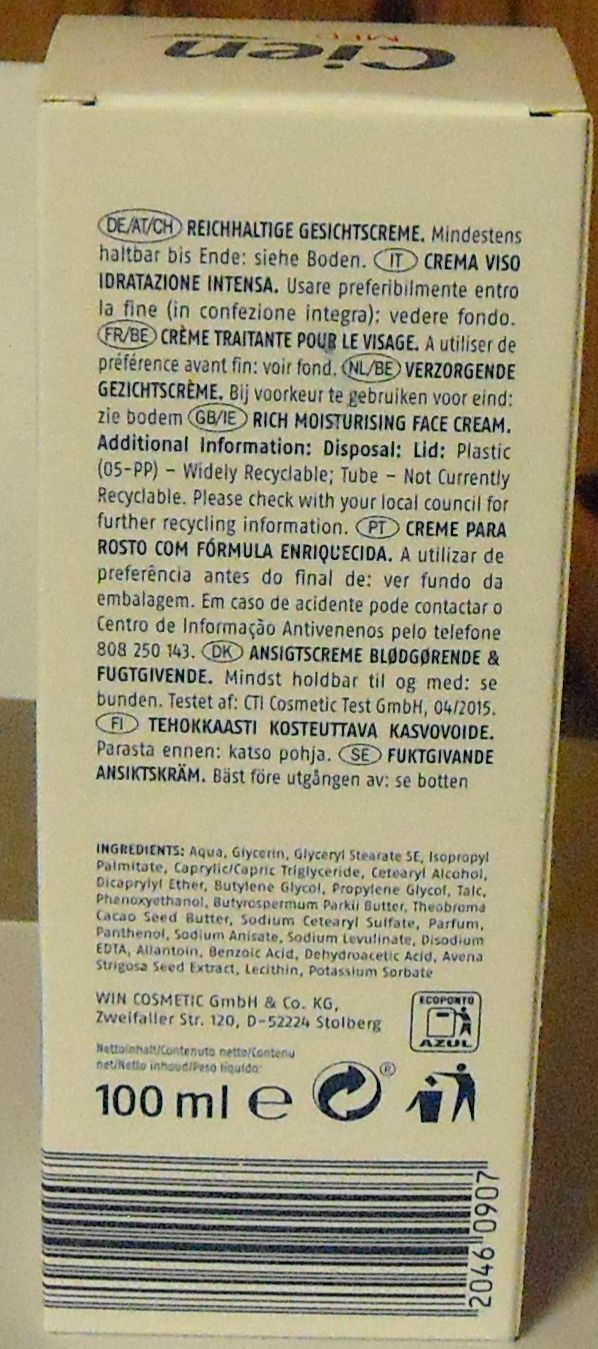 Cien
MED
DE/AT/CH REICHHALTIGE GESICHTSCREME. Mindestens
haltbar bis Ende: siehe Boden. IT CREMA VISO
IDRATAZIONE INTENSA. Usare preferibilmente entro
la fine (in confezione integra): vedere fondo.
FR/BE CRÈME TRAITANTE POUR LE VISAGE. A utiliser de
préférence avant fin: voir fond. NL/BE VERZORGENDE
GEZICHTSCRÈME. Bij voorkeur te gebruiken voor eind:
zie bodem GB/IE RICH MOISTURISING FACE CREAM.
Additional Information: Disposal: Lid: Plastic
(05-PP) – Widely Recyclable; Tube – Not Currently
Recyclable. Please check with your local council for
further recycling information. PT CREME PARA
ROSTO COM FÓRMULA ENRIQUECIDA. A utilizar de
preferência antes do final de: ver fundo da
embalagem. Em caso de acidente pode contactar o
Centro de Informação Antivenenos pelo telefone
808 250 143. DK ANSIGTSCREME BLØDGØRENDE &
FUGTGIVENDE. Mindst holdbar til og med: se
bunden. Testet af: CTI Cosmetic Test GmbH, 04/2015.
FI TEHOKKAASTI KOSTEUTTAVA KASVOVOIDE.
Parasta ennen: katso pohja. SE FUKTGIVANDE
ANSIKTSKRÄM. Bäst före utgången av: se botten
INGREDIENTS: Aqua, Glycerin, Glyceryl Stearate SE, Isopropyl
Palmitate, Caprylic/Capric Triglyceride, Cetearyl Alcohol,
Dicaprylyl Ether, Butylene Glycol, Propylene Glycol, Talc,
Phenoxyethanol, Butyrospermum Parkii Butter, Theobroma
Cacao Seed Butter, Sodium Cetearyl Sulfate, Parfum,
Panthenol, Sodium Anisate, Sodium Levulinate, Disodium
EDTA, Allantoin, Benzoic Acid, Dehydroacetic Acid, Avena
Strigosa Seed Extract, Lecithin, Potassium Sorbate
WIN COSMETIC GmbH & Co. KG,
Zweifaller Str. 120, D-52224 Stolberg
ECOPONTO
AZUL
Nettoinhalt/Contenuto netto/Contenu
net/Netto inhoud/Peso líquido:
100 ml e
®
2046 0907